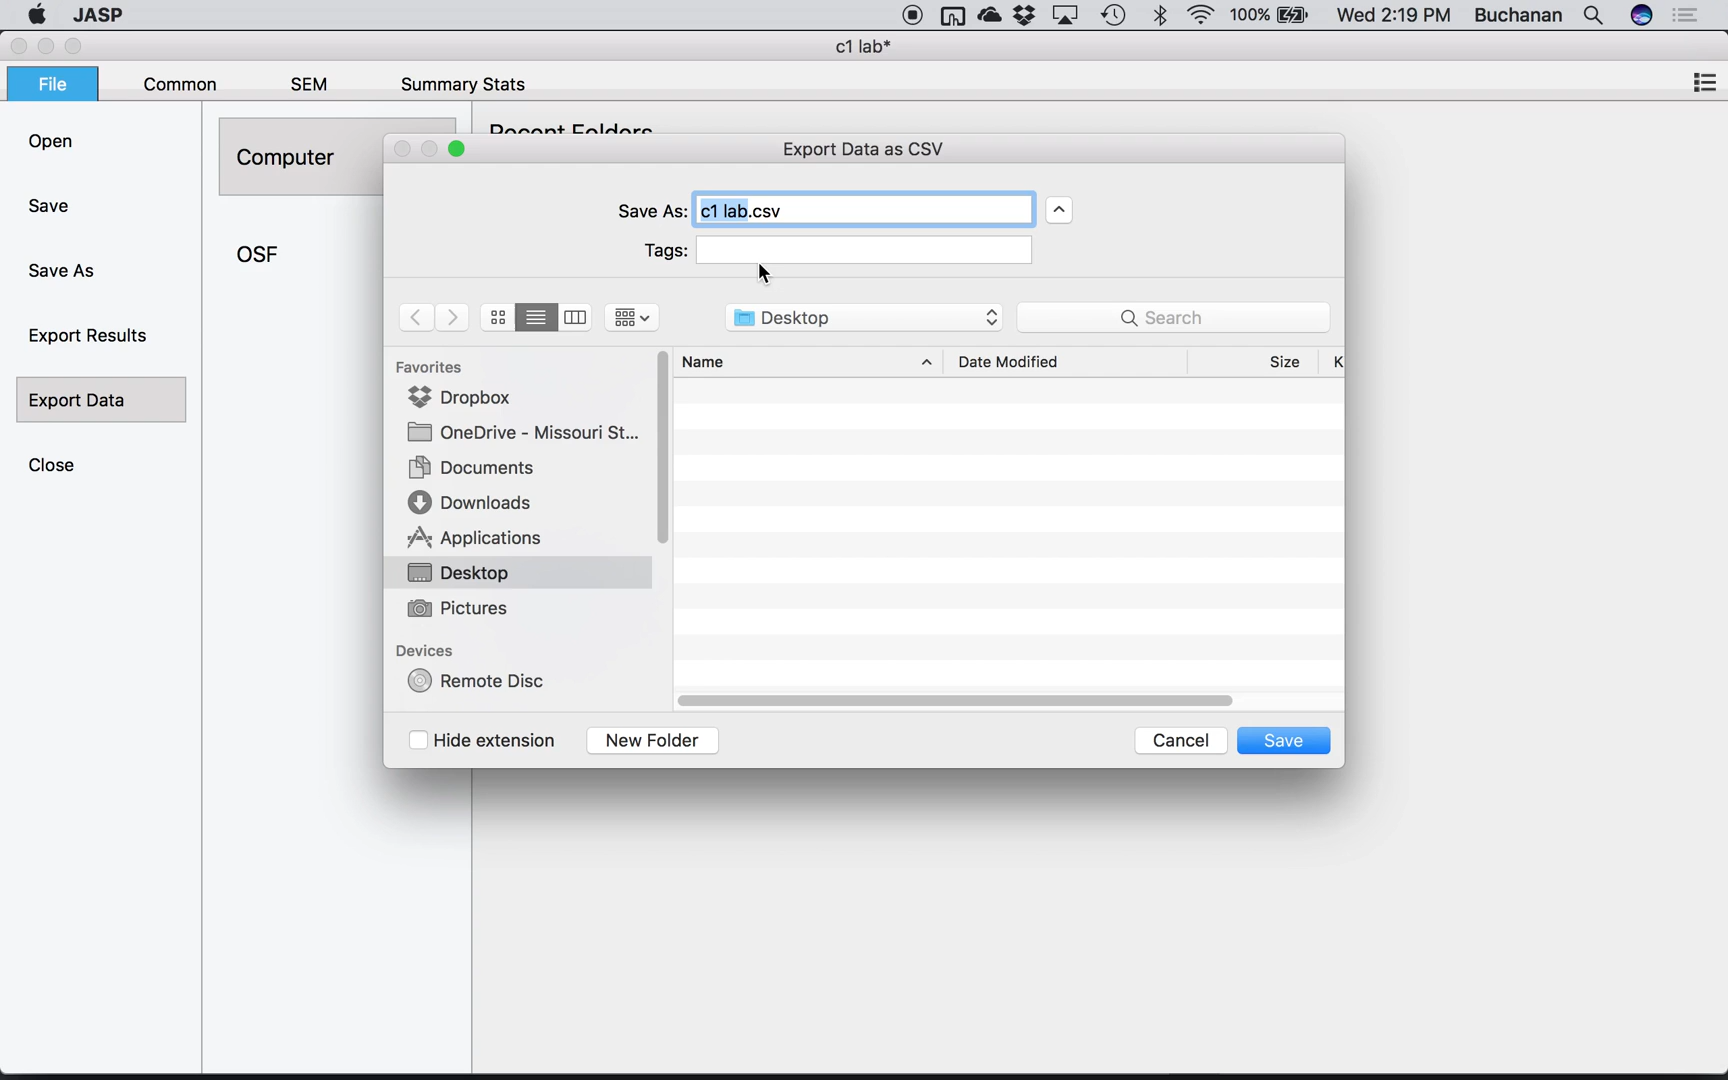 JASP 100% Wed 2:19 PM Buchanan
c1 lab*
File Common SEM Summary Stats
Open
Save
Save As
Export Results
Export Data
Close
Computer
OSF
Recent Folders
Export Data as CSV
Save As: c1 lab.csv
Tags:
Desktop
Search
Favorites
Dropbox
OneDrive - Missouri St...
Documents
Downloads
Applications
Desktop
Pictures
Devices
Remote Disc
Name Date Modified Size K
Hide extension New Folder Cancel Save